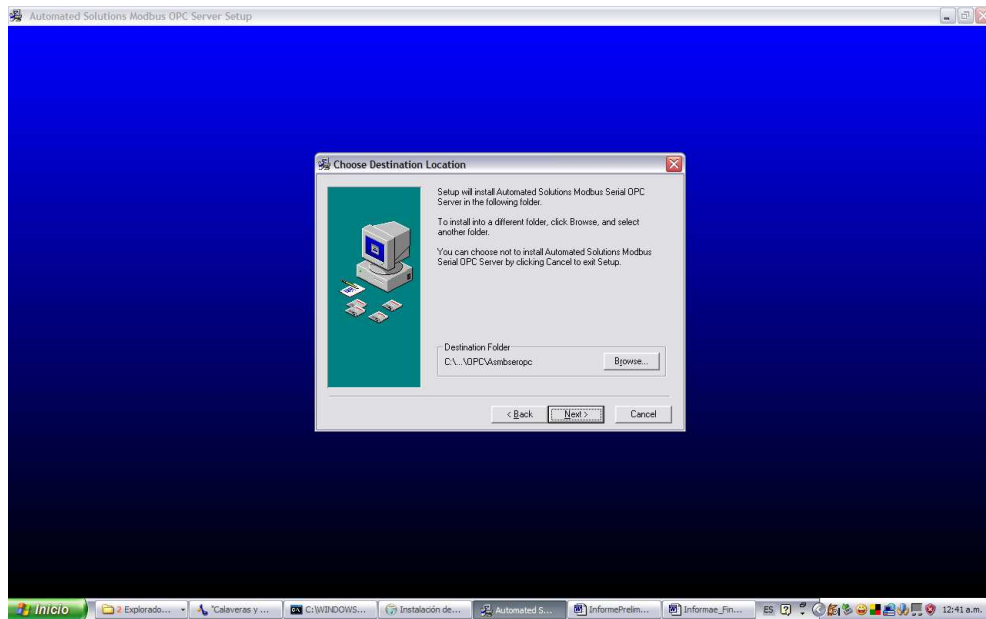 Automated Solutions Modbus OPC Server Setup
Choose Destination Location
Setup will install Automated Solutions Modbus Serial OPC
Server in the following folder.
To install into a different folder, click Browse, and select
another folder.
You can choose not to install Automated Solutions Modbus
Serial OPC Server by clicking Cancel to exit Setup.
Destination Folder
C:\...\OPC\Asmbseropc
Browse...
< Back
Next >
Cancel
Inicio
2 Explorado...
"Calaveras y ...
C:\WINDOWS...
Instalación de...
Automated S...
InformePrelim...
Informae_Fin...
ES
12:41 a.m.